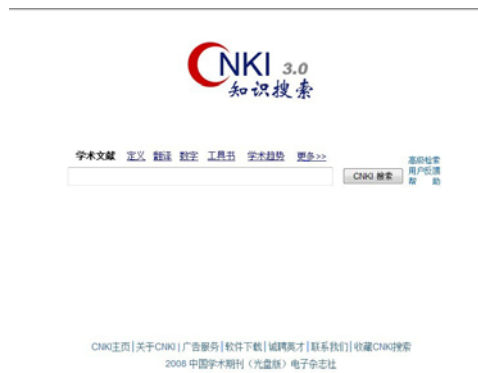 CNKI 3.0
知识搜索
学术文献 定义 翻译 数字 工具书 学术趋势 更多>>
CNKI 搜索
高级检索
用户反馈
帮 助
CNKI主页|关于CNKI|广告服务|软件下载|诚聘英才|联系我们|收藏CNKI搜索
2008 中国学术期刊（光盘版）电子杂志社